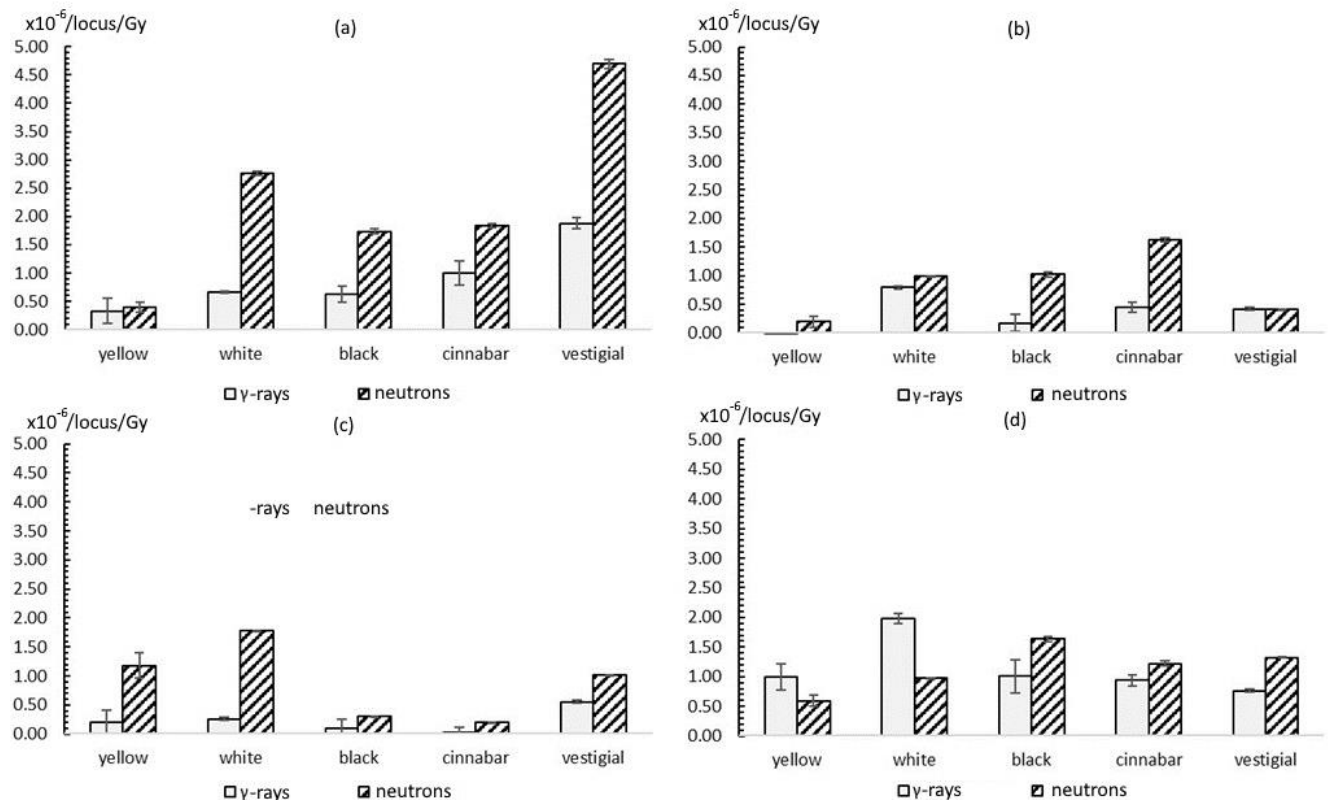 x10⁻⁶/locus/Gy
(a)
5.00
4.50
4.00
3.50
3.00
2.50
2.00
1.50
1.00
0.50
0.00
yellow white black cinnabar vestigial
γ-rays neutrons
x10⁻⁶/locus/Gy
(b)
5.00
4.50
4.00
3.50
3.00
2.50
2.00
1.50
1.00
0.50
0.00
yellow white black cinnabar vestigial
γ-rays neutrons
x10⁻⁶/locus/Gy
(c)
5.00
4.50
4.00
3.50
3.00
2.50
2.00
1.50
1.00
0.50
0.00
-rays neutrons
yellow white black cinnabar vestigial
γ-rays neutrons
x10⁻⁶/locus/Gy
(d)
5.00
4.50
4.00
3.50
3.00
2.50
2.00
1.50
1.00
0.50
0.00
yellow white black cinnabar vestigial
γ-rays neutrons